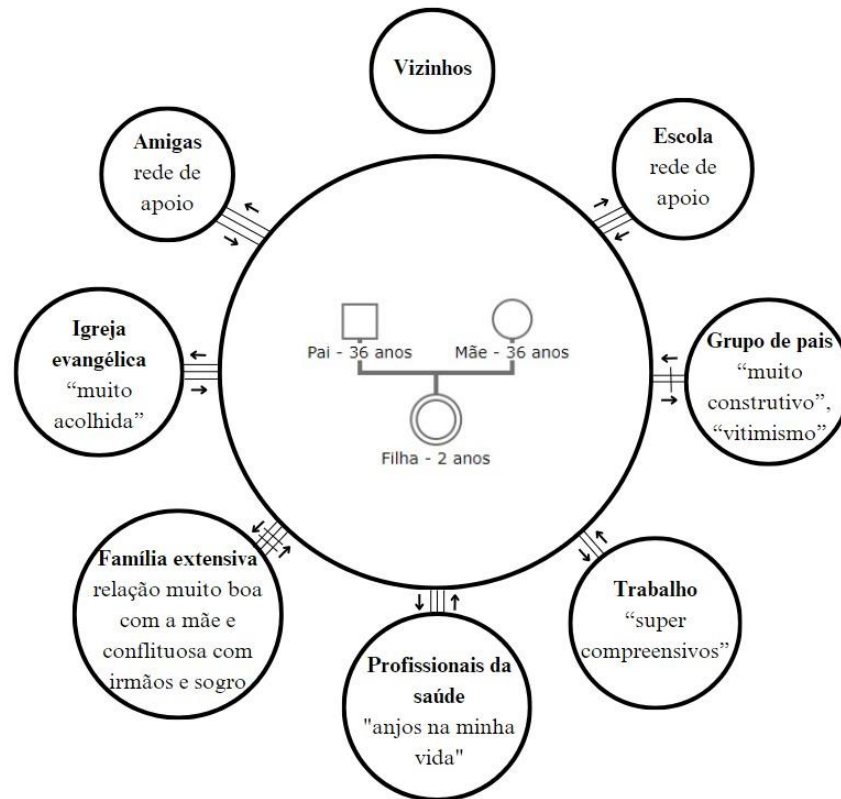 Vizinhos
Amigas
rede de
apoio
Escola
rede de
apoio
Igreja
evangélica
“muito
acolhida”
Pai - 36 anos
Mãe - 36 anos
Filha - 2 anos
Grupo de pais
“muito
construtivo”,
“vitimismo”
Família extensiva
relação muito boa
com a mãe e
conflituosa com
irmãos e sogro
Profissionais da
saúde
"anjos na minha
vida"
Trabalho
“super
compreensivos”